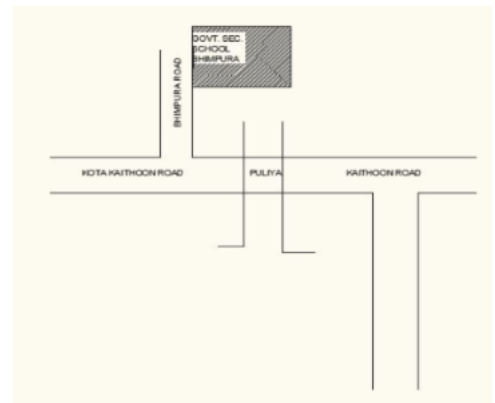 GOVT. SEC.
SCHOOL
BHIMPURA
BHIMPURA ROAD
KOTA KAITHOON ROAD
PULIYA
KAITHOON ROAD